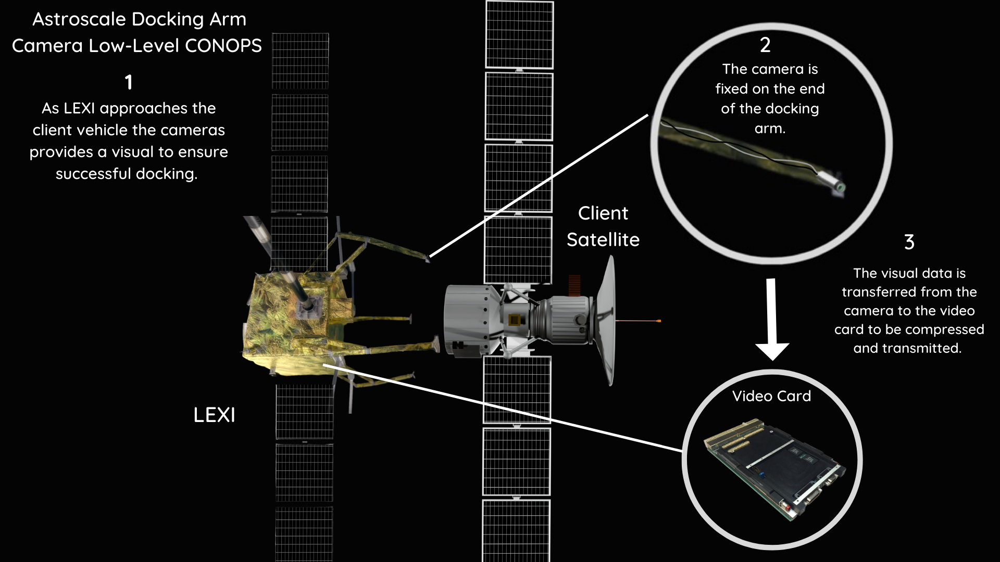 Astroscale Docking Arm
Camera Low-Level CONOPS
1
As LEXI approaches the
client vehicle the cameras
provides a visual to ensure
successful docking.
2
The camera is
fixed on the end
of the docking
arm.
Client
Satellite
3
The visual data is
transferred from the
camera to the video
card to be compressed
and transmitted.
LEXI
Video Card